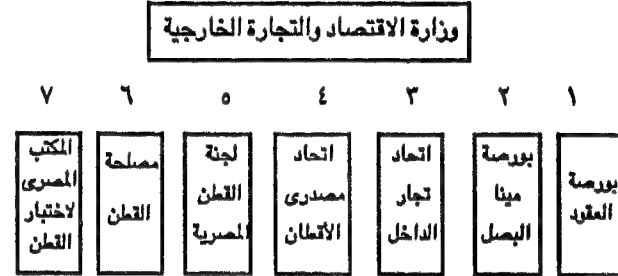 وزارة الاقتصاد والتجارة الخارجية
١ ٢ ٣ ٤ ٥ ٦ ٧
بورصة
العقود
بورصة
مينا
البصل
اتحاد
تجار
الداخل
اتحاد
مصدرى
الأقطان
لجنة
القطن
المصرية
مصلحة
القطن
المكتب
المصرى
لاختبار
القطن